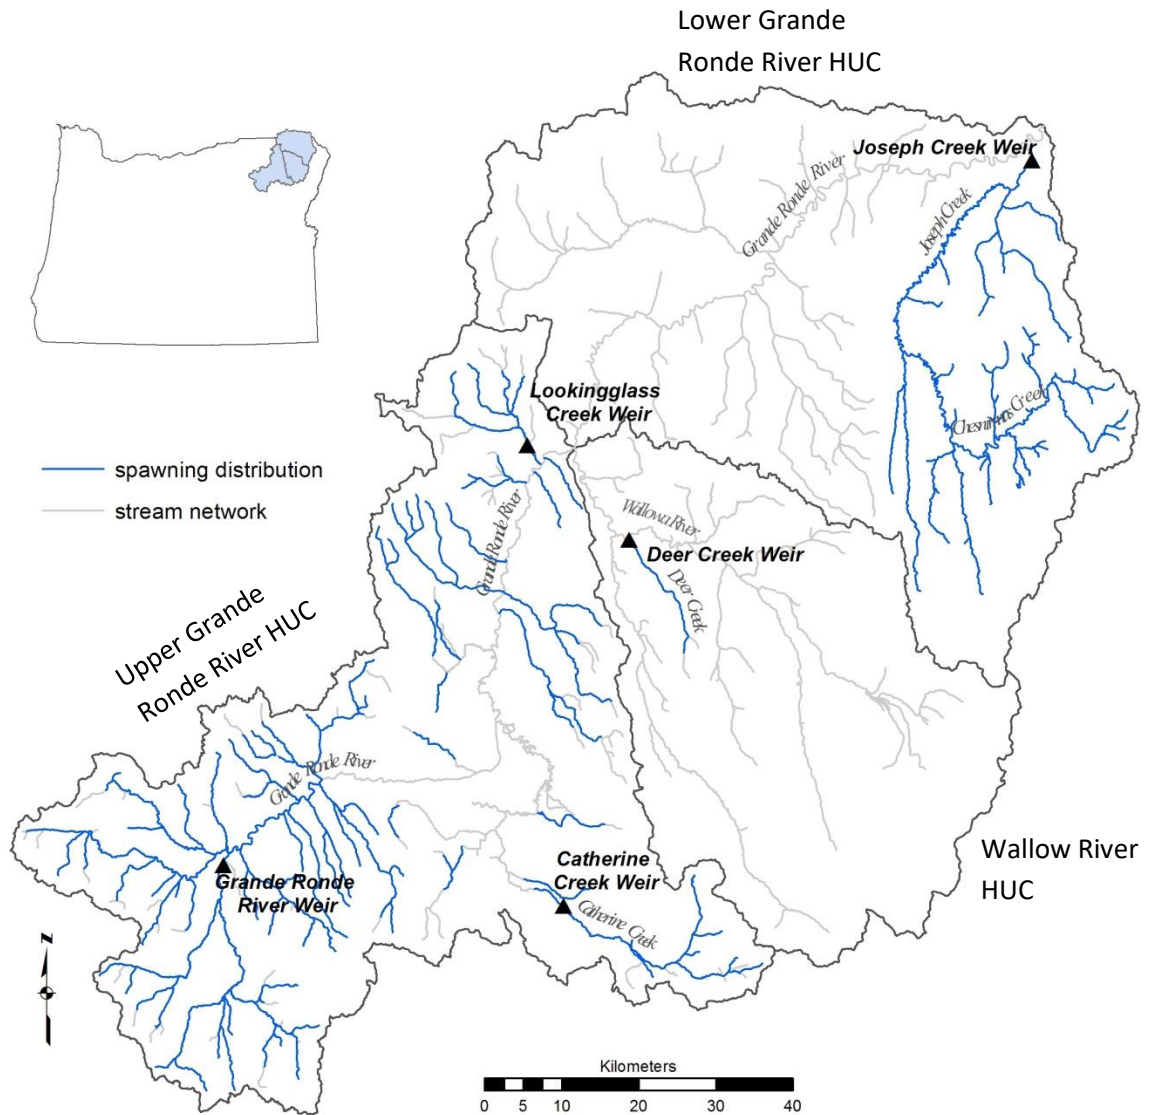 Lower Grande
Ronde River HUC
Joseph Creek Weir
Grande Ronde River
Joseph Creek
Lookingglass
Creek Weir
Chesnimnus Creek
spawning distribution
stream network
Grande Ronde River
Wallowa River
Deer Creek Weir
Deer Creek
Upper Grande
Ronde River HUC
Grande Ronde River
Catherine
Creek Weir
Wallow River
HUC
Grande Ronde
River Weir
Catherine Creek
N
Kilometers
0 5 10 20 30 40